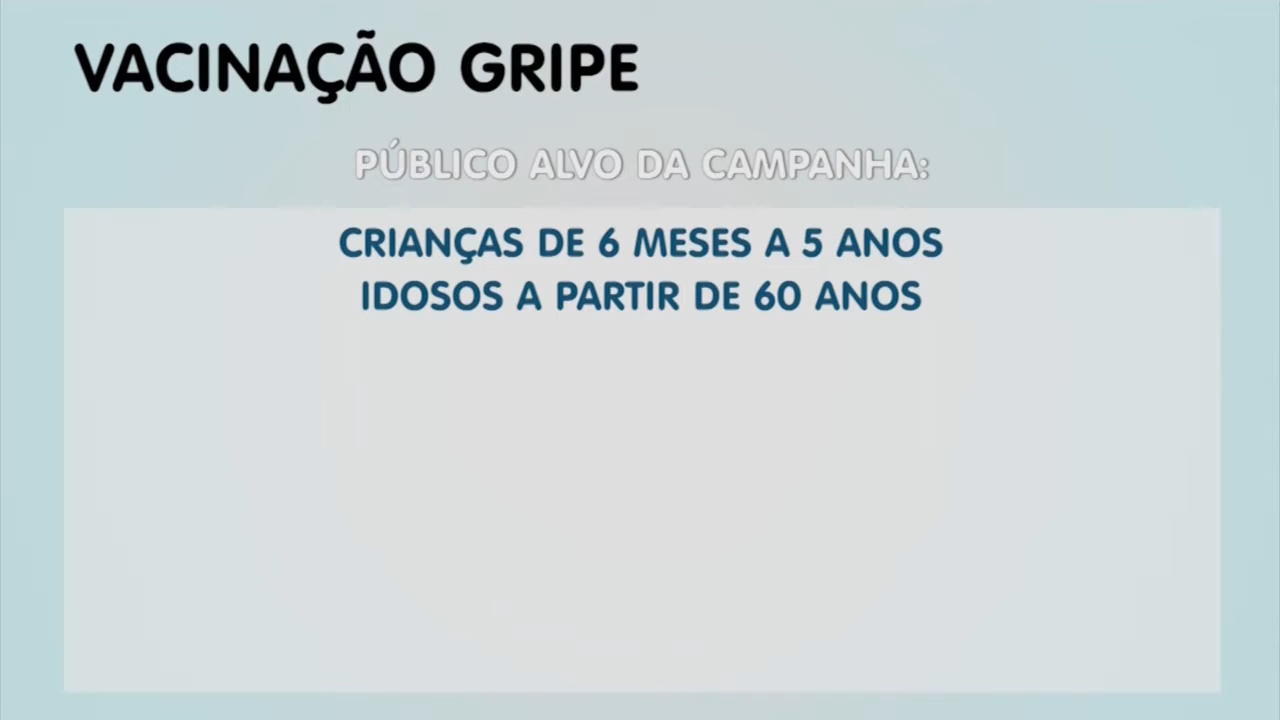 VACINAÇÃO GRIPE
PÚBLICO ALVO DA CAMPANHA:
CRIANÇAS DE 6 MESES A 5 ANOS
IDOSOS A PARTIR DE 60 ANOS